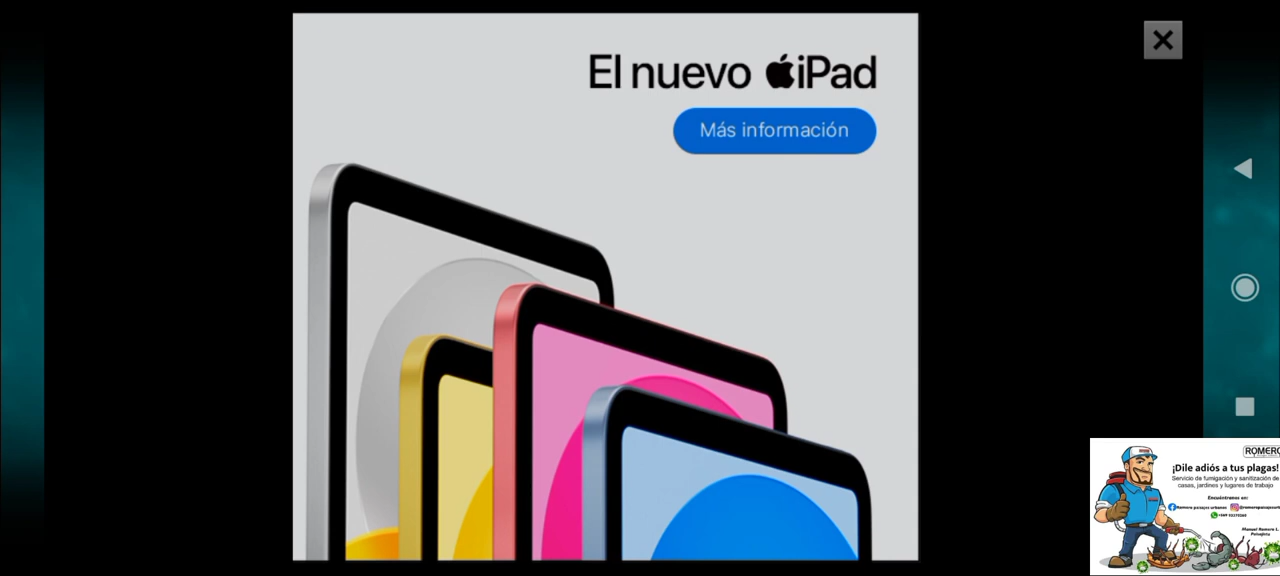 El nuevo iPad
Más información
ROMERO
¡Dile adiós a tus plagas!
Servicio de fumigación y sanitización de
casas, jardines y lugares de trabajo
Encuéntranos en:
Manuel Romero L.